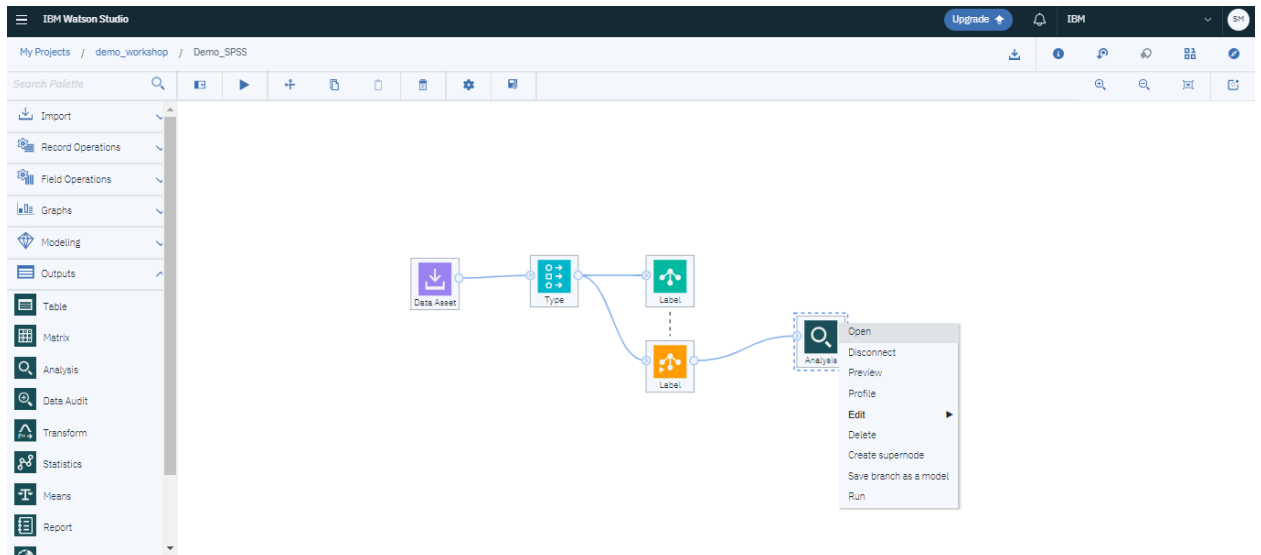 IBM Watson Studio
Upgrade
IBM
SM
My Projects / demo_workshop / Demo_SPSS
Search Palette
Import
Record Operations
Field Operations
Graphs
Modeling
Outputs
Table
Matrix
Analysis
Data Audit
Transform
Statistics
Means
Report
Data Asset
Type
Label
Label
Analysis
Open
Disconnect
Preview
Profile
Edit
Delete
Create supernode
Save branch as a model
Run